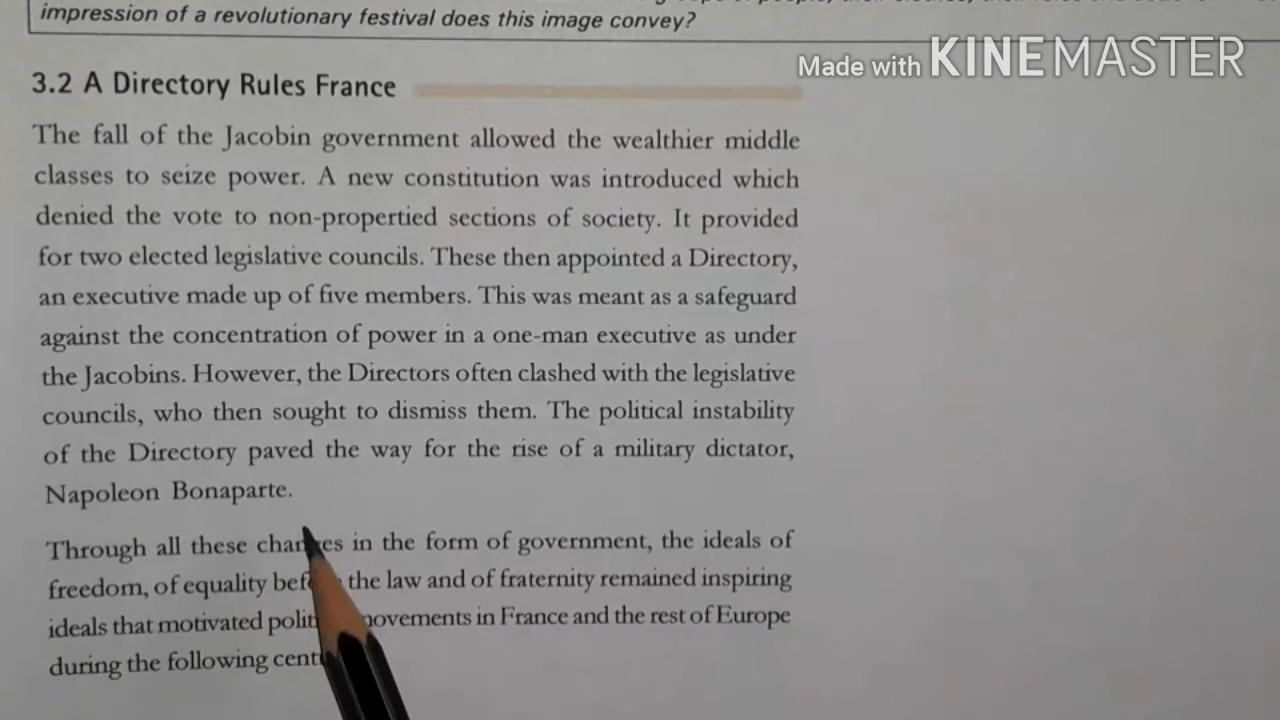 impression of a revolutionary festival does this image convey?
Made with KINEMASTER
3.2 A Directory Rules France
The fall of the Jacobin government allowed the wealthier middle
classes to seize power. A new constitution was introduced which
denied the vote to non-propertied sections of society. It provided
for two elected legislative councils. These then appointed a Directory,
an executive made up of five members. This was meant as a safeguard
against the concentration of power in a one-man executive as under
the Jacobins. However, the Directors often clashed with the legislative
councils, who then sought to dismiss them. The political instability
of the Directory paved the way for the rise of a military dictator,
Napoleon Bonaparte.
Through all these changes in the form of government, the ideals of
freedom, of equality before the law and of fraternity remained inspiring
ideals that motivated political movements in France and the rest of Europe
during the following